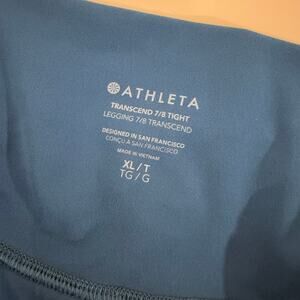 ATHLETA
TRANSCEND 7/8 TIGHT
LEGGING 7/8 TRANSCEND
DESIGNED IN SAN FRANCISCO
CONÇU À SAN FRANCISCO
MADE IN VIETNAM
XL / T
TG / G